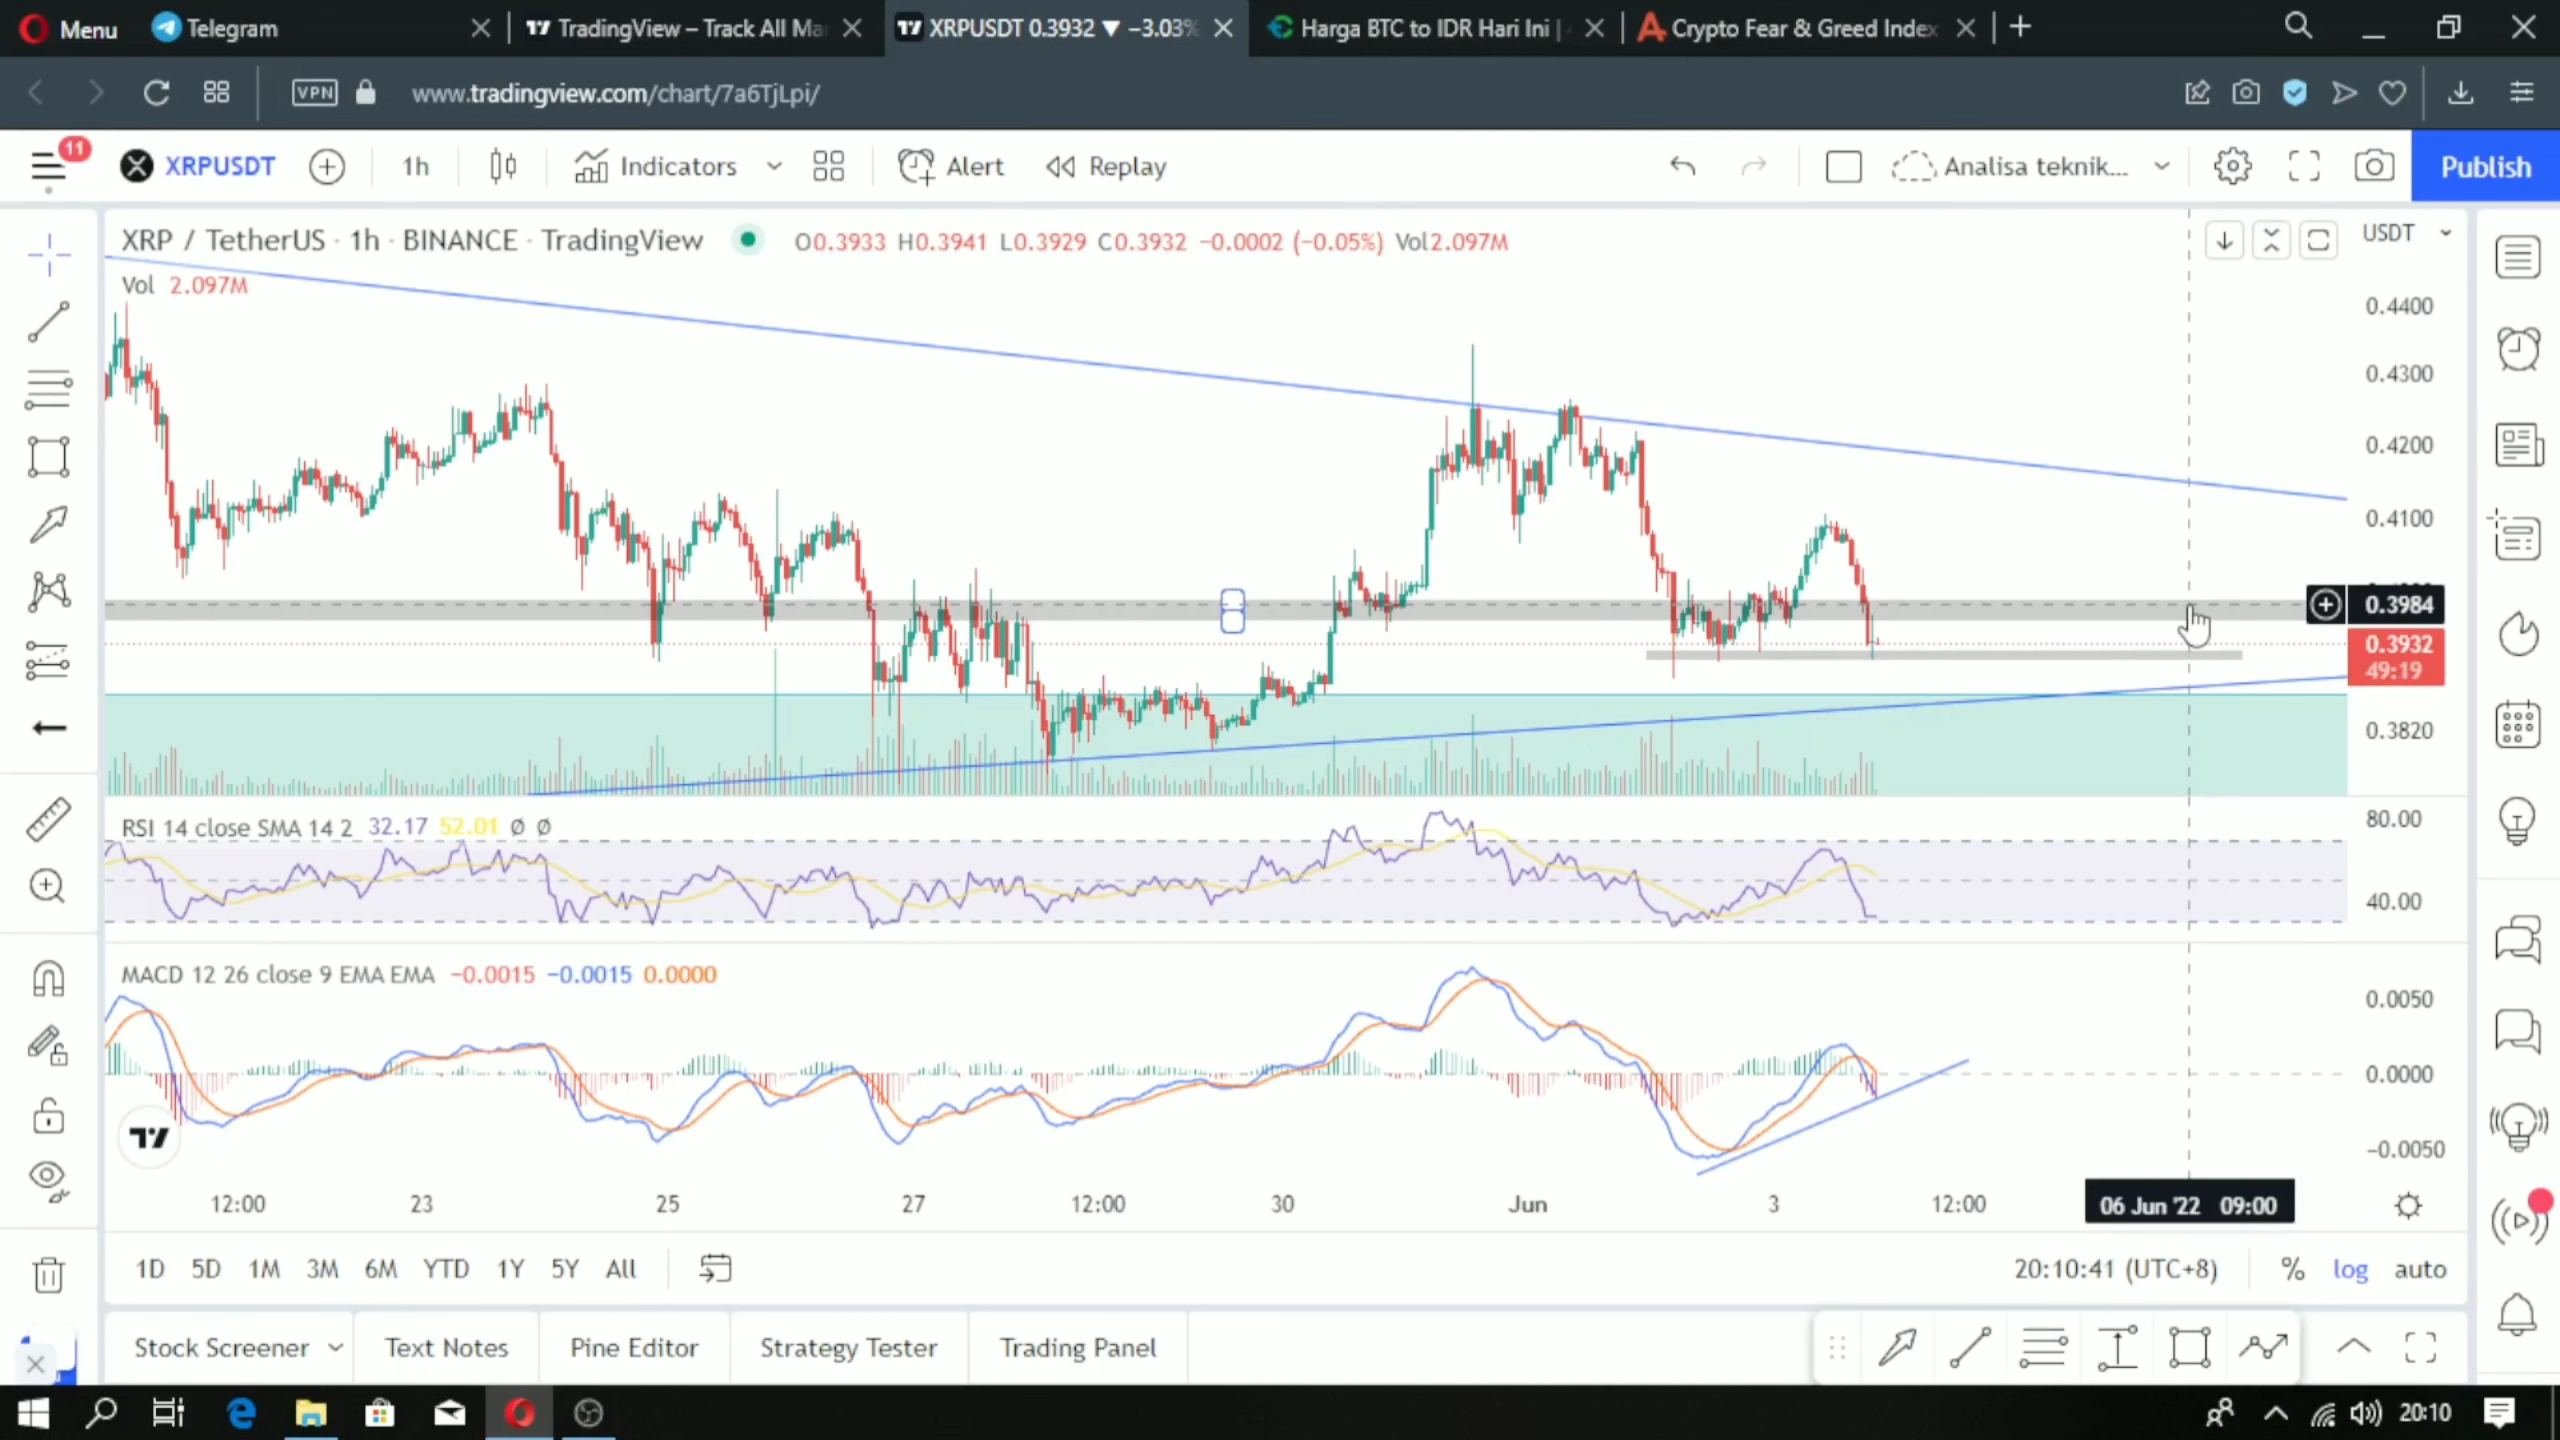 Menu Telegram TradingView – Track All Ma XRPUSDT 0.3932 ▼ −3.03% Harga BTC to IDR Hari Ini | Crypto Fear & Greed Index
VPN www.tradingview.com/chart/7a6TjLpi/
11 XRPUSDT 1h Indicators Alert Replay Analisa teknik... Publish
XRP / TetherUS · 1h · BINANCE · TradingView O0.3933 H0.3941 L0.3929 C0.3932 −0.0002 (−0.05%) Vol2.097M USDT
Vol 2.097M
0.4400
0.4300
0.4200
0.4100
0.3984
0.3932
49:19
0.3820
RSI 14 close SMA 14 2 32.17 52.01 ∅ ∅
80.00
40.00
MACD 12 26 close 9 EMA EMA −0.0015 −0.0015 0.0000
0.0050
0.0000
−0.0050
12:00 23 25 27 12:00 30 Jun 3 12:00 06 Jun '22 09:00
1D 5D 1M 3M 6M YTD 1Y 5Y All 20:10:41 (UTC+8) % log auto
Stock Screener Text Notes Pine Editor Strategy Tester Trading Panel
20:10